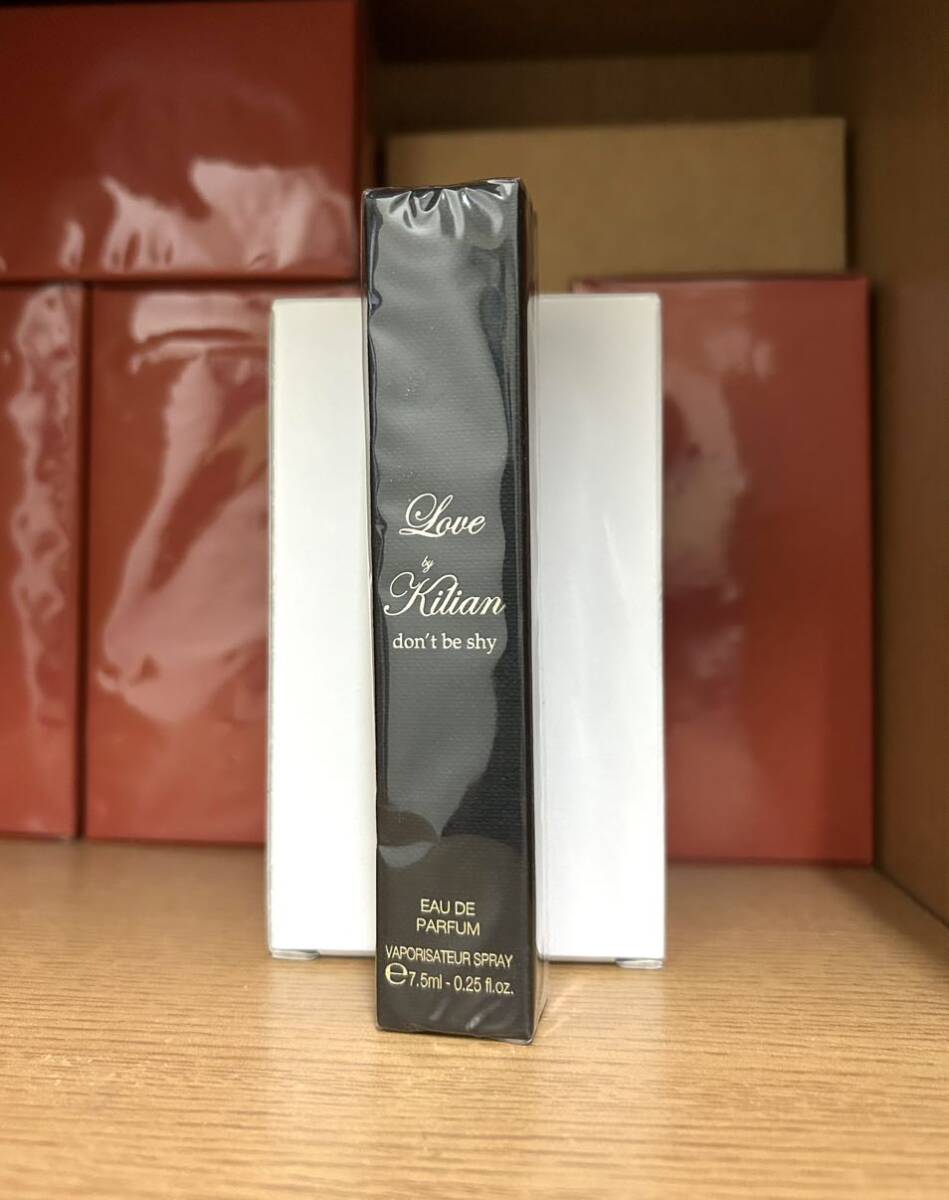 Love
by
Kilian
don't be shy
EAU DE
PARFUM
VAPORISATEUR SPRAY
℮7.5ml - 0.25 fl.oz.